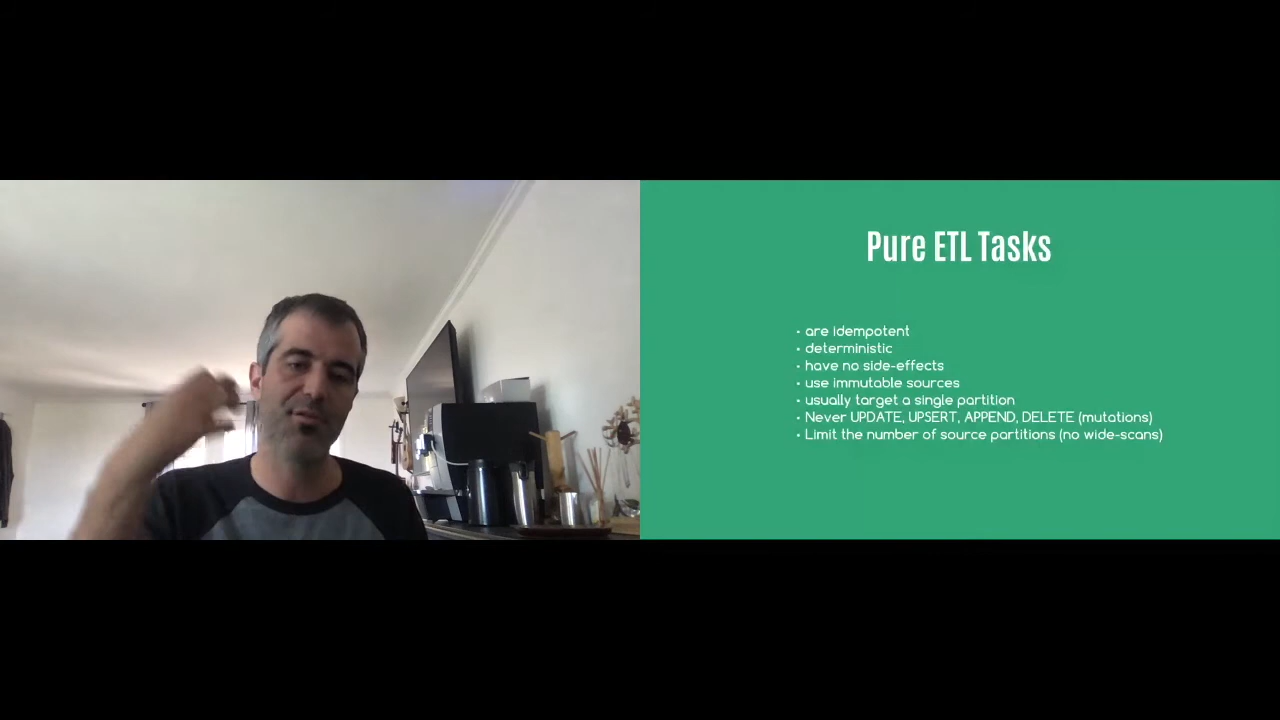 Pure ETL Tasks
• are idempotent
• deterministic
• have no side-effects
• use immutable sources
• usually target a single partition
• Never UPDATE, UPSERT, APPEND, DELETE (mutations)
• Limit the number of source partitions (no wide-scans)